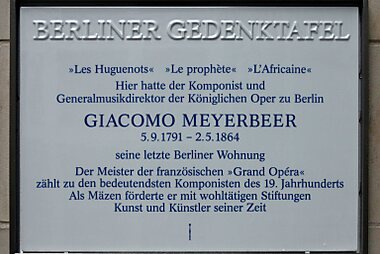 BERLINER GEDENKTAFEL
»Les Huguenots« »Le prophète« »L'Africaine«
Hier hatte der Komponist und
Generalmusikdirektor der Königlichen Oper zu Berlin
GIACOMO MEYERBEER
5.9.1791 – 2.5.1864
seine letzte Berliner Wohnung
Der Meister der französischen »Grand Opéra«
zählt zu den bedeutendsten Komponisten des 19. Jahrhunderts
Als Mäzen förderte er mit wohltätigen Stiftungen
Kunst und Künstler seiner Zeit